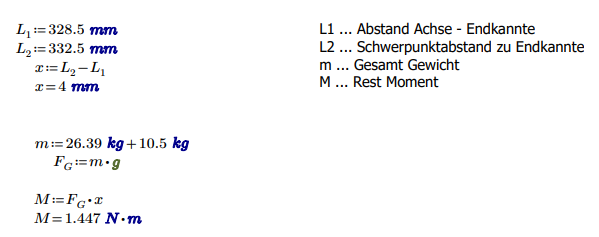 L₁:=328.5 mm
L₂:=332.5 mm
x:=L₂−L₁
x=4 mm
L1 ... Abstand Achse - Endkannte
L2 ... Schwerpunktabstand zu Endkannte
m ... Gesamt Gewicht
M ... Rest Moment
m:=26.39 kg+10.5 kg
F_G:=m·g
M:=F_G·x
M=1.447 N·m